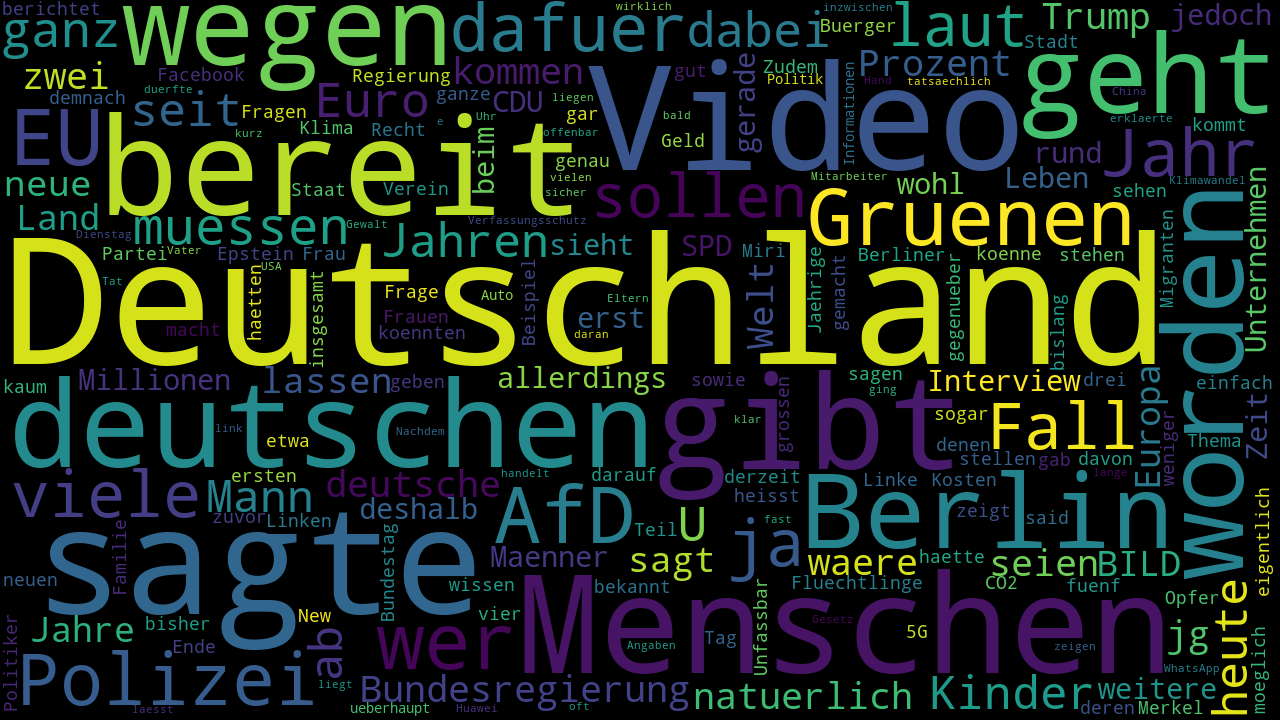 berichtet
ganz
wegen
dafuer
wirklich
dabei
inzwischen
Buerger
laut
Trump
jedoch
Stadt
zwei
duerfte
Facebook
Regierung
kommen
gut
gerade
Zudem
Politik
Prozent
Hand
tatsaechlich
geht
demnach
seit
Fragen
Euro
ganze
CDU
liegen
gar
Video
Informationen
China
erklaerte
kommt
EU
bereit
kurz
Klima
Recht
e
Uhr
beim
offenbar
bald
Geld
genau
vielen
sicher
rund
Jahr
neue
Staat
Verein
sollen
Mitarbeiter
wohl
Leben
sehen
Klimawandel
Land
Dienstag
muessen
Gewalt
Verfassungsschutz
Gruenen
Migranten
Unternehmen
Partei
Vater
Epstein
Frau
USA
Jahren
sieht
SPD
Miri
Berliner
koenne
stehen
Tat
Deutschland
haetten
insgesamt
Frage
Auto
Beispiel
Eltern
Welt
Jaehrige
gemacht
gegenueber
bislang
worden
macht
Frauen
koennten
erst
daran
kaum
Millionen
lassen
geben
allerdings
sowie
sagen
ging
Interview
drei
Europa
einfach
deutschen
link
etwa
Nachdem
gibt
klar
grossen
sogar
Fall
denen
stellen
gab
davon
lange
weniger
Thema
Zeit
viele
ersten
Mann
deutsche
handelt
darauf
derzeit
heisst
Linke
Kosten
zuvor
Linken
deshalb
AfD
Teil
U
fast
ja
Berlin
zeigt
said
neuen
Familie
sagte
Bundestag
Maenner
sagt
waere
haette
seien
BILD
eigentlich
wissen
bekannt
Fluechtlinge
CO2
fuenf
Opfer
Politiker
Jahre
bisher
New
vier
Menschen
Unfassbar
Gesetz
5G
heute
jg
Ende
ab
wer
Angaben
Tag
zeigen
WhatsApp
moeglich
Polizei
laesst
liegt
Bundesregierung
ueberhaupt
Huawei
oft
natuerlich
Kinder
weitere
deren
Merkel